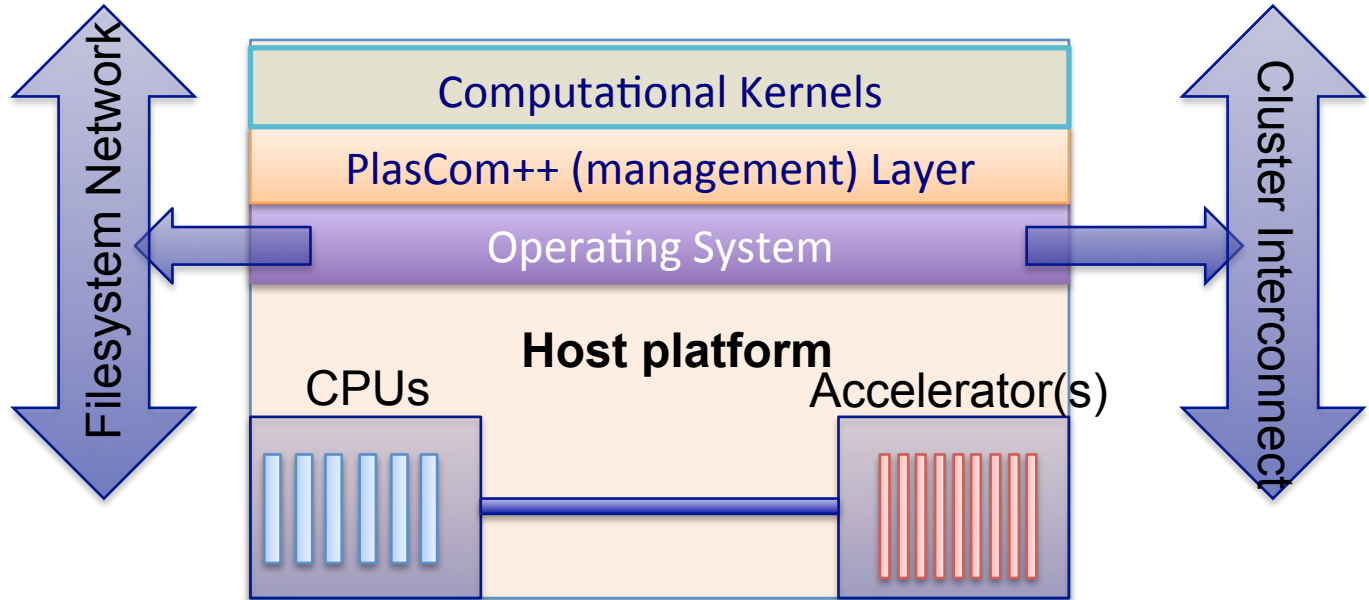 Filesystem Network
Computational Kernels
PlasCom++ (management) Layer
Operating System
Host platform
CPUs
Accelerator(s)
Cluster Interconnect